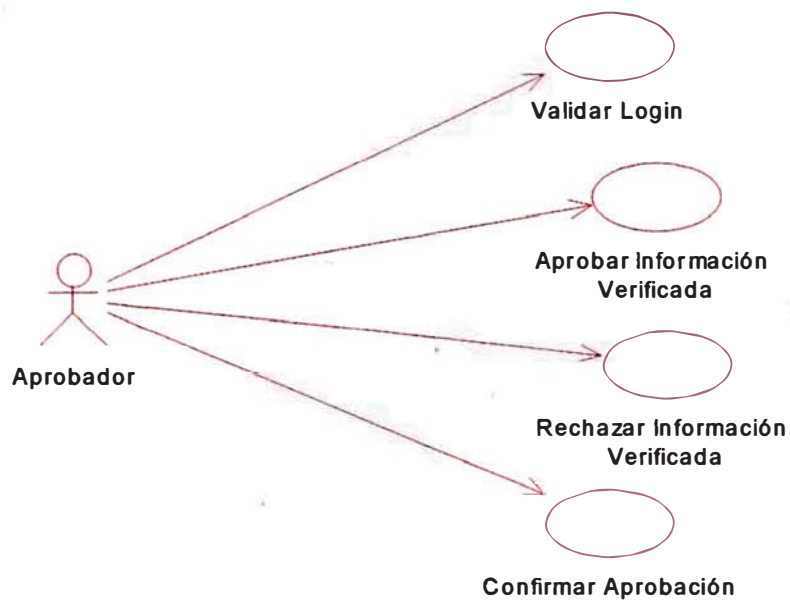 Validar Login
Aprobar Información
Verificada
Aprobador
Rechazar Información
Verificada
Confirmar Aprobación